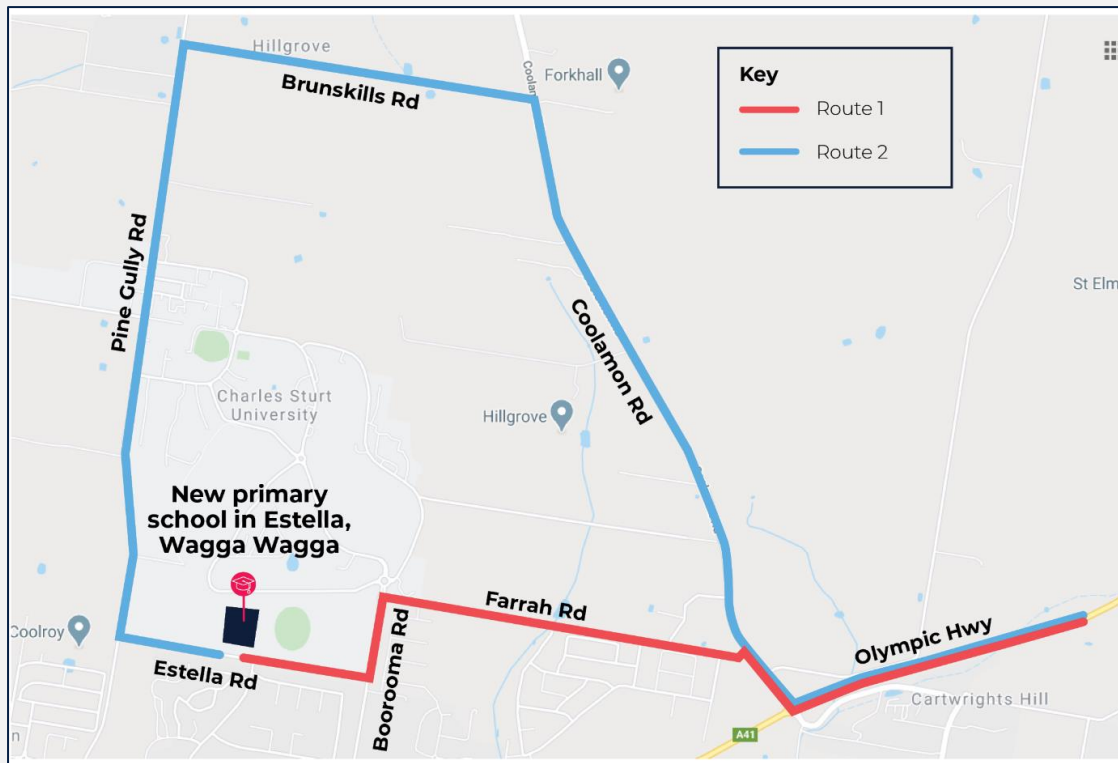 Hillgrove
Brunskills Rd
Forkhall
Key
Route 1
Route 2
Pine Gully Rd
Coolamon Rd
St Elm
Charles Sturt
University
Hillgrove
New primary
school in Estella,
Wagga Wagga
Farrah Rd
Coolroy
Estella Rd
Boorooma Rd
Olympic Hwy
Cartwrights Hill
A41